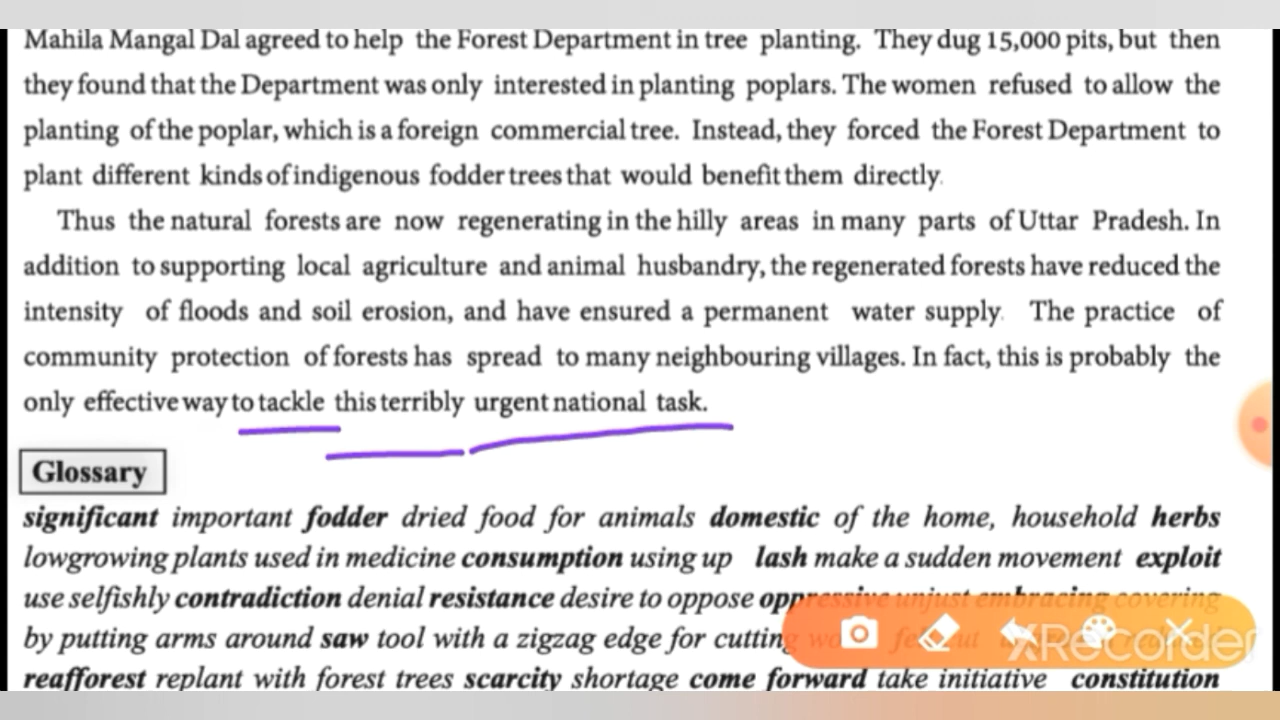 Mahila Mangal Dal agreed to help the Forest Department in tree planting. They dug 15,000 pits, but then
they found that the Department was only interested in planting poplars. The women refused to allow the
planting of the poplar, which is a foreign commercial tree. Instead, they forced the Forest Department to
plant different kinds of indigenous fodder trees that would benefit them directly.
Thus the natural forests are now regenerating in the hilly areas in many parts of Uttar Pradesh. In
addition to supporting local agriculture and animal husbandry, the regenerated forests have reduced the
intensity of floods and soil erosion, and have ensured a permanent water supply. The practice of
community protection of forests has spread to many neighbouring villages. In fact, this is probably the
only effective way to tackle this terribly urgent national task.
Glossary
significant important fodder dried food for animals domestic of the home, household herbs
lowgrowing plants used in medicine consumption using up lash make a sudden movement exploit
use selfishly contradiction denial resistance desire to oppose oppressive unjust embracing covering
by putting arms around saw tool with a zigzag edge for cutting
XRecorder
reafforest replant with forest trees scarcity shortage come forward take initiative constitution